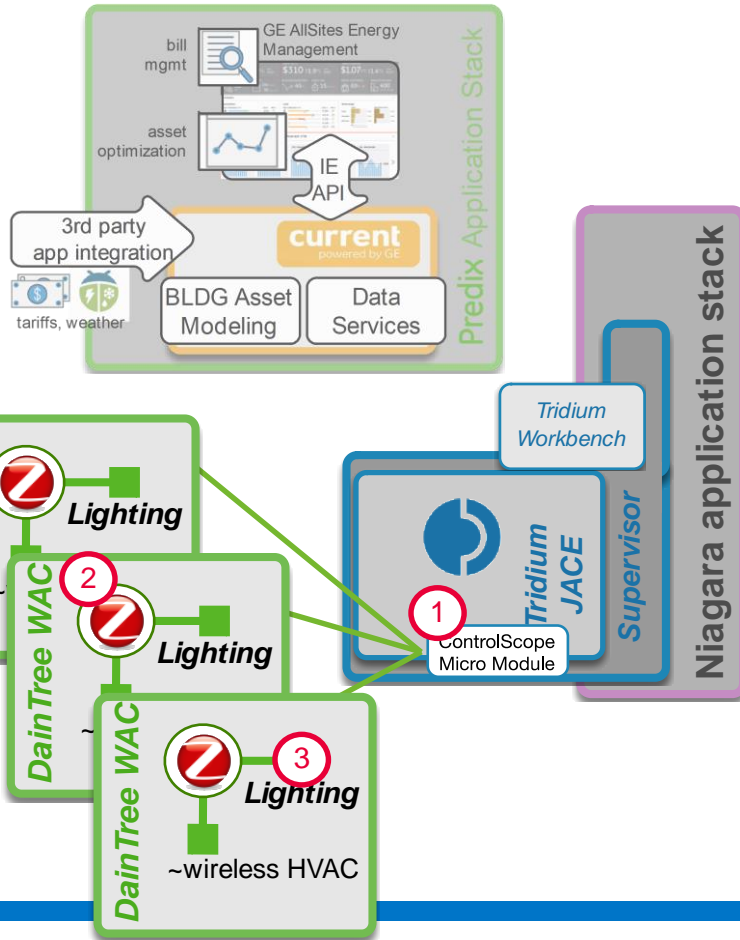 bill
mgmt
GE AllSites Energy
Management
asset
optimization
IE
API
3rd party
app integration
tariffs, weather
current
powered by GE
BLDG Asset
Modeling
Data
Services
Predix Application Stack
Niagara application stack
Tridium
Workbench
Supervisor
Tridium
JACE
1
ControlScope
Micro Module
Z
Lighting
DainTree WAC
2
Z
Lighting
~
DainTree WAC
Z
3
Lighting
~wireless HVAC